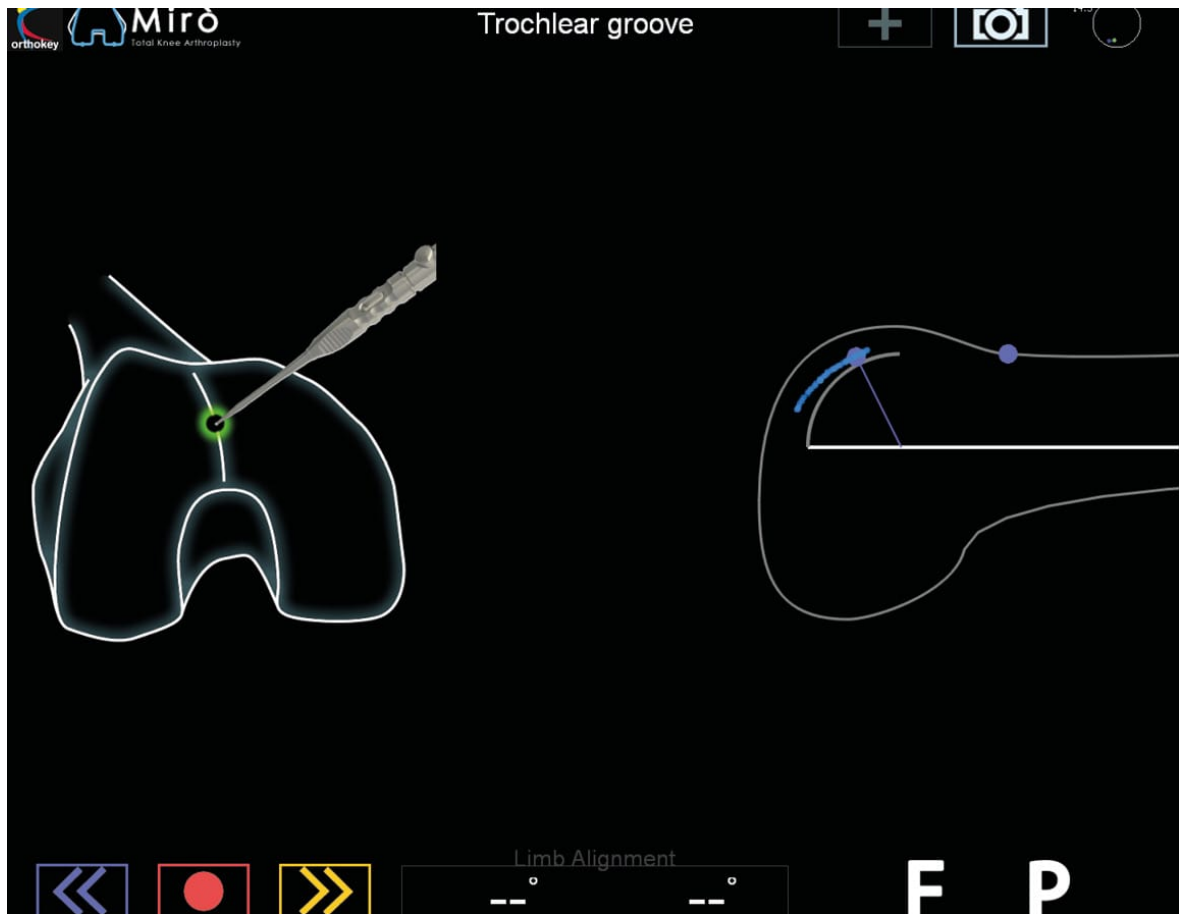 Mirò
Total Knee Arthroplasty
orthokey
Trochlear groove
Limb Alignment
--° --°
F P